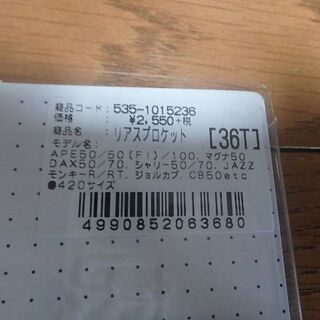 商品コード: 535-1015236
価格 : ¥2,550+税
商品名 : リアスプロケット [36T]
モデル名:
APE50/50(FI)/100、マグナ50
DAX50/70、シャリー50/70、JAZZ
モンキーR/RT、ジョルカブ、CB50etc
●420サイズ
4990852063680